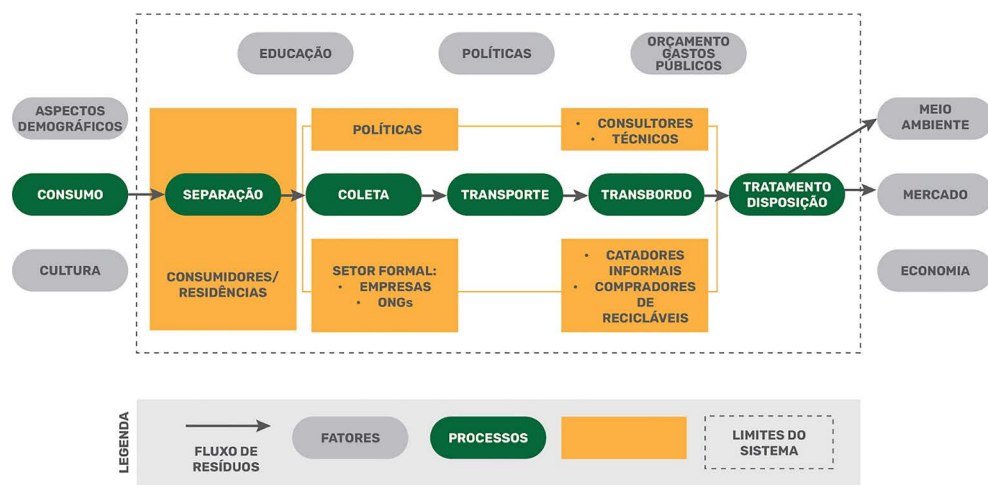 EDUCAÇÃO
POLÍTICAS
ORÇAMENTO
GASTOS
PÚBLICOS
ASPECTOS
DEMOGRÁFICOS
POLÍTICAS
• CONSULTORES
• TÉCNICOS
MEIO
AMBIENTE
CONSUMO
SEPARAÇÃO
COLETA
TRANSPORTE
TRANSBORDO
TRATAMENTO
DISPOSIÇÃO
MERCADO
CULTURA
CONSUMIDORES/
RESIDÊNCIAS
SETOR FORMAL:
• EMPRESAS
• ONGs
• CATADORES
INFORMAIS
• COMPRADORES
DE
RECICLÁVEIS
ECONOMIA
LEGENDA
FLUXO DE
RESÍDUOS
FATORES
PROCESSOS
LIMITES DO
SISTEMA